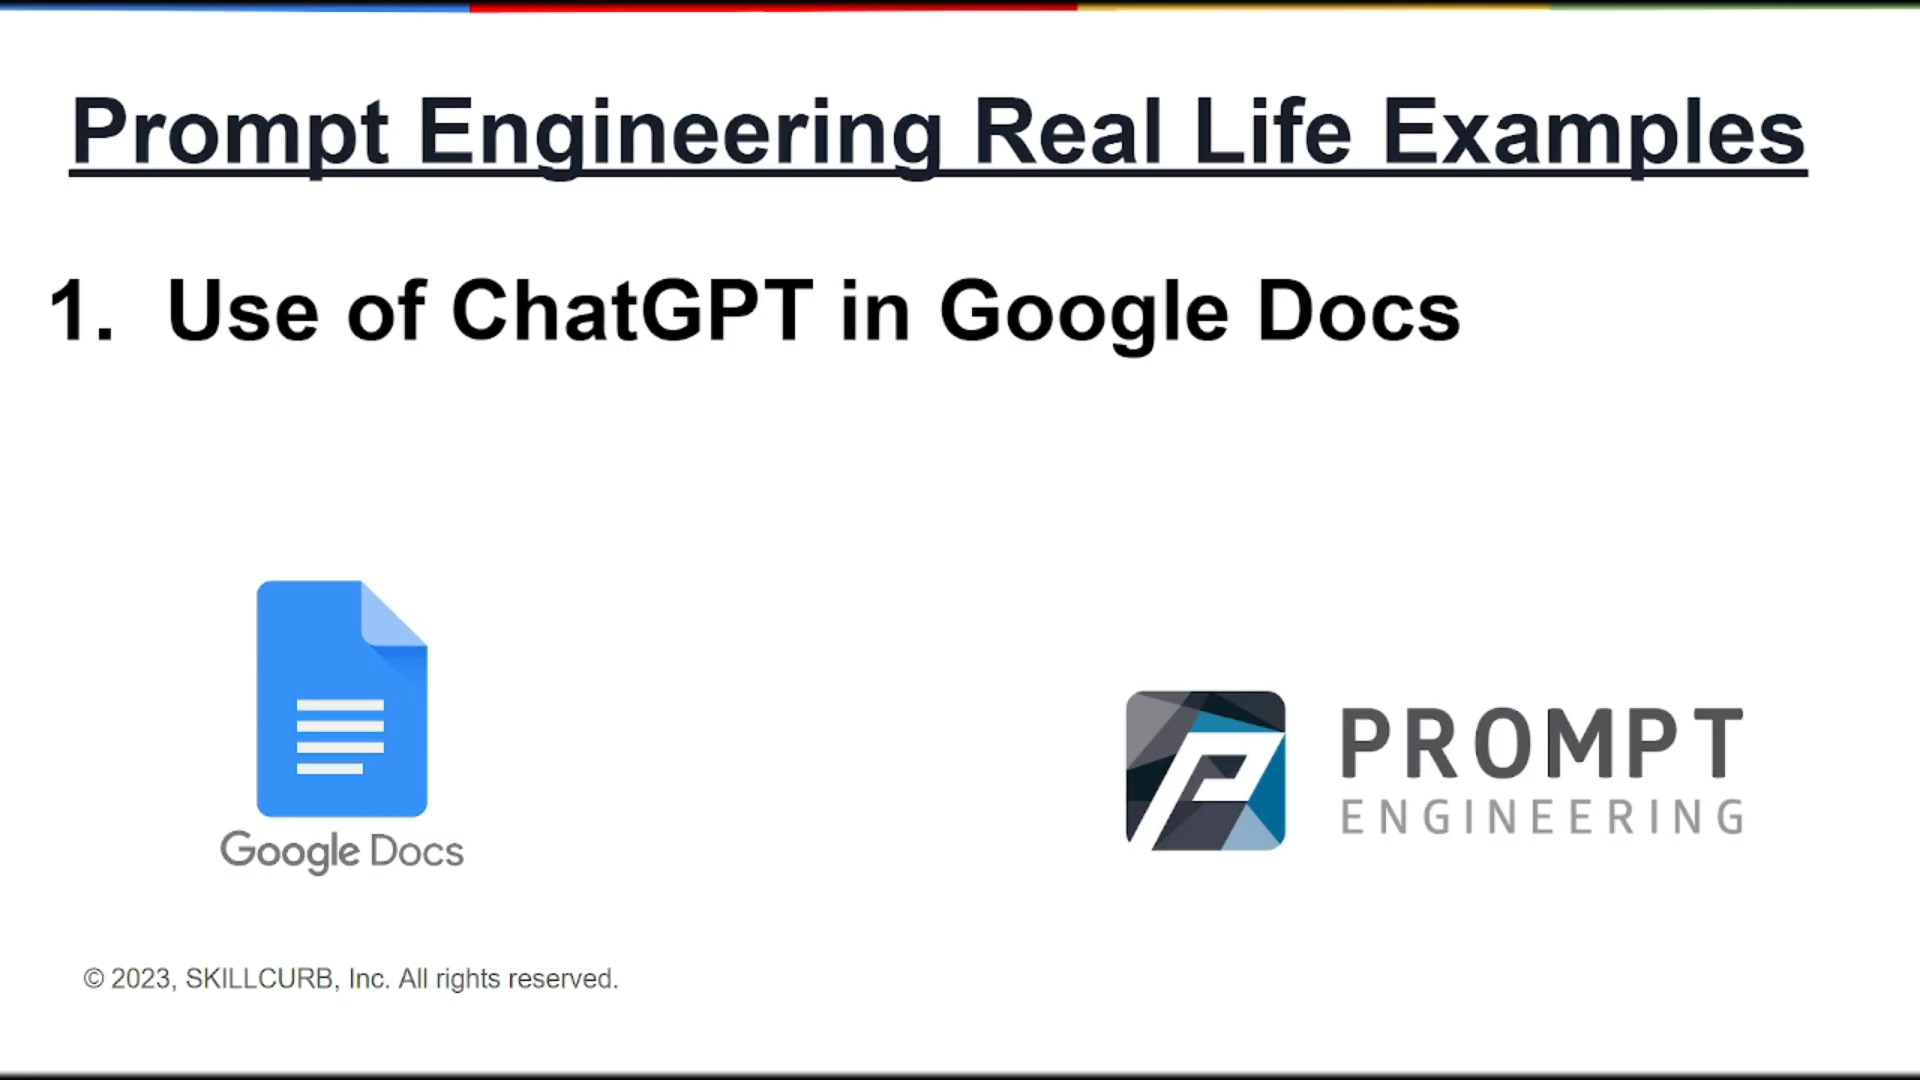 Prompt Engineering Real Life Examples
1. Use of ChatGPT in Google Docs
Google Docs
PROMPT
ENGINEERING
© 2023, SKILLCURB, Inc. All rights reserved.